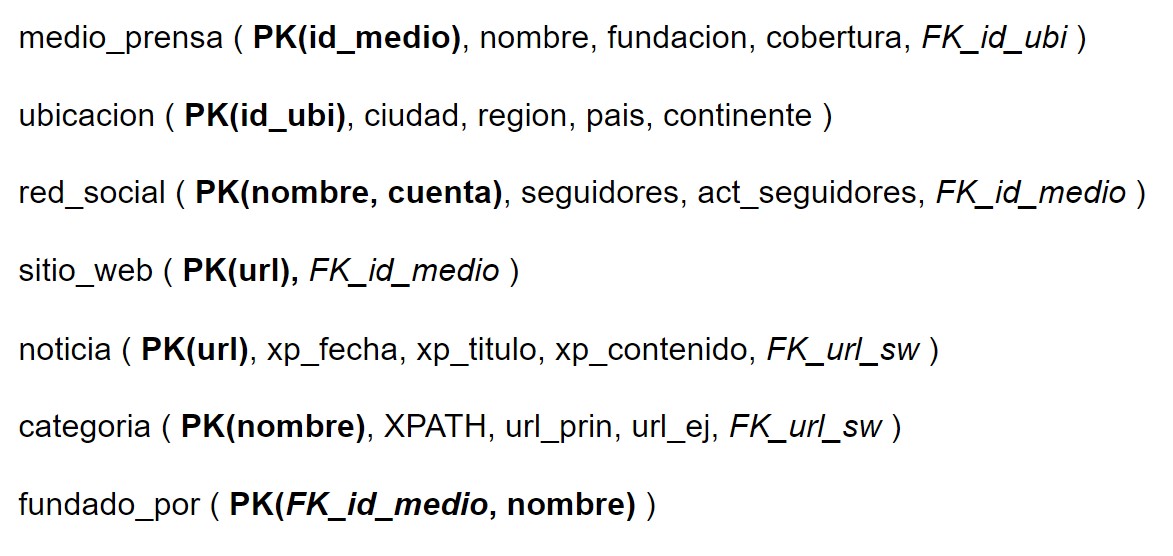 medio_prensa ( PK(id_medio), nombre, fundacion, cobertura, FK_id_ubi )
ubicacion ( PK(id_ubi), ciudad, region, pais, continente )
red_social ( PK(nombre, cuenta), seguidores, act_seguidores, FK_id_medio )
sitio_web ( PK(url), FK_id_medio )
noticia ( PK(url), xp_fecha, xp_titulo, xp_contenido, FK_url_sw )
categoria ( PK(nombre), XPATH, url_prin, url_ej, FK_url_sw )
fundado_por ( PK(FK_id_medio, nombre) )